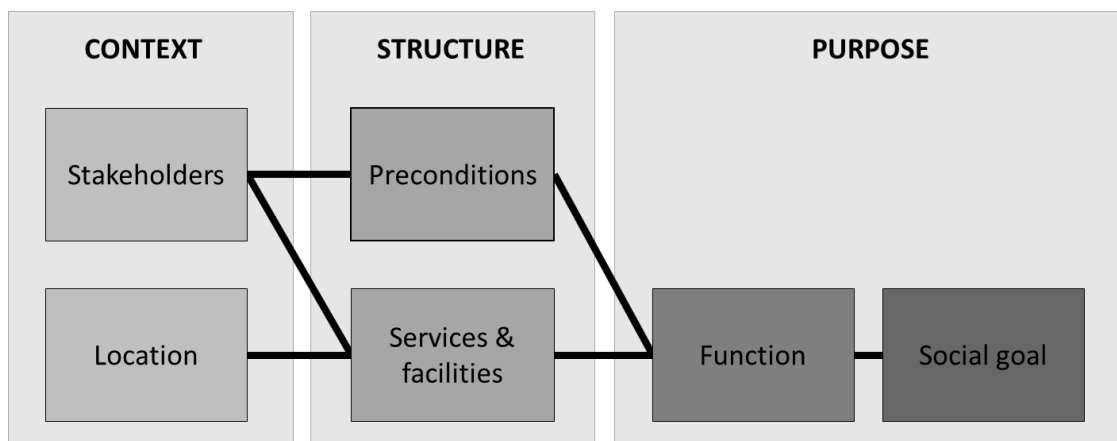 CONTEXT
STRUCTURE
PURPOSE
Stakeholders
Preconditions
Location
Services &
facilities
Function
Social goal